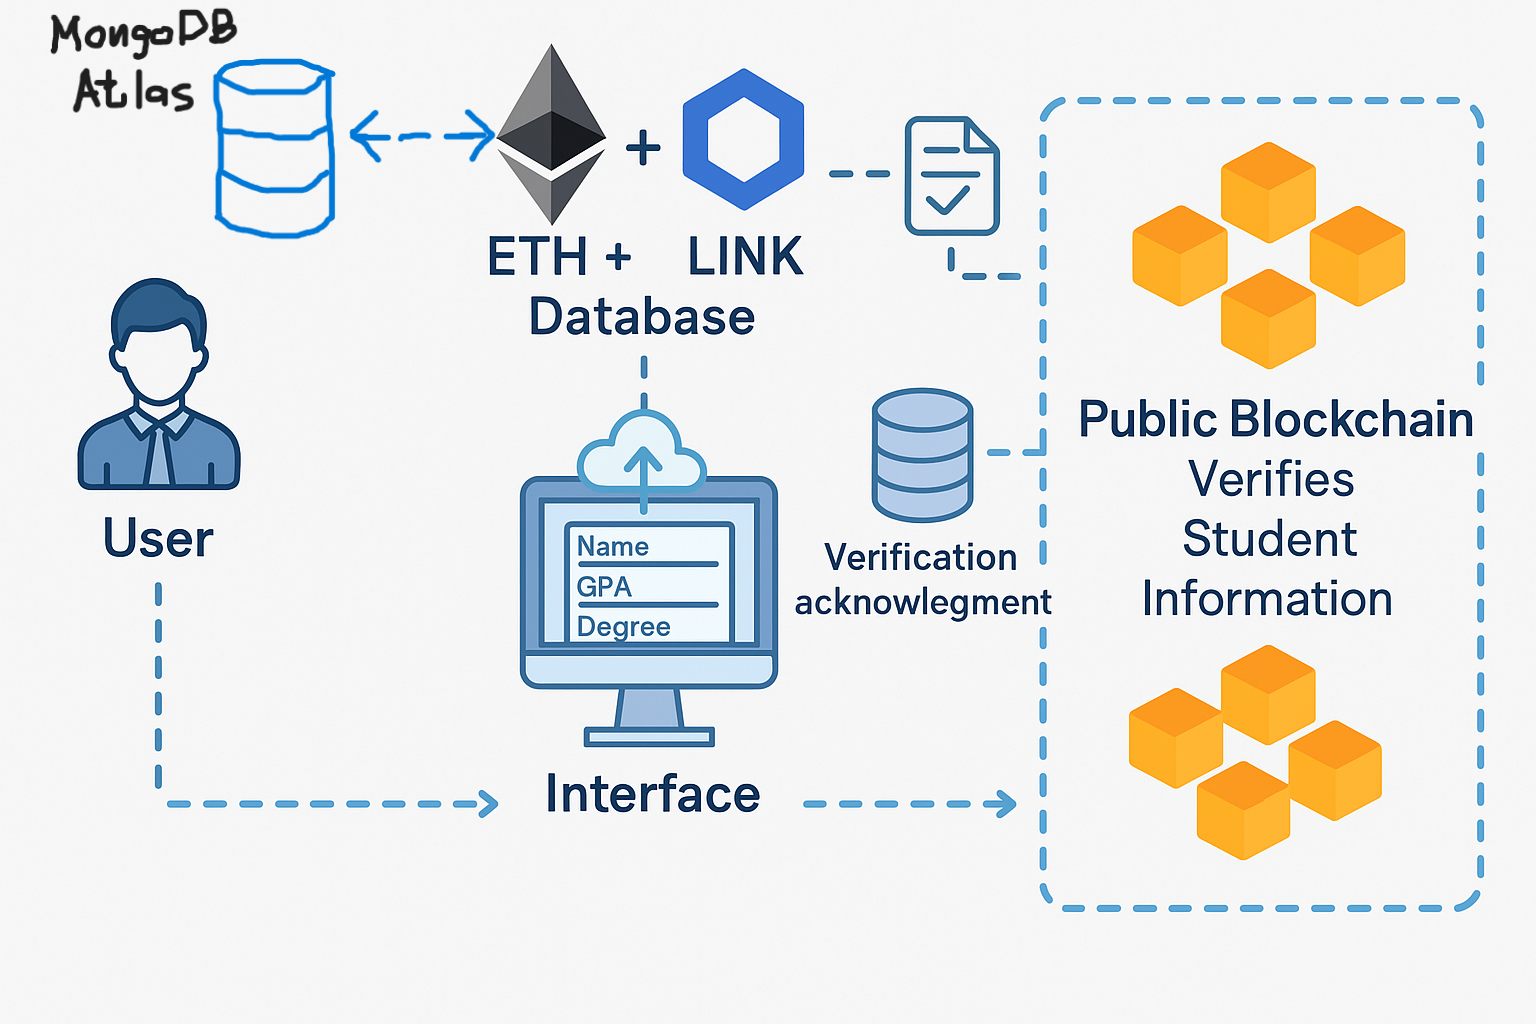 MongoDB
Atlas
ETH + LINK
Database
User
Name
GPA
Degree
Interface
Verification
acknowlegment
Public Blockchain
Verifies
Student
Information